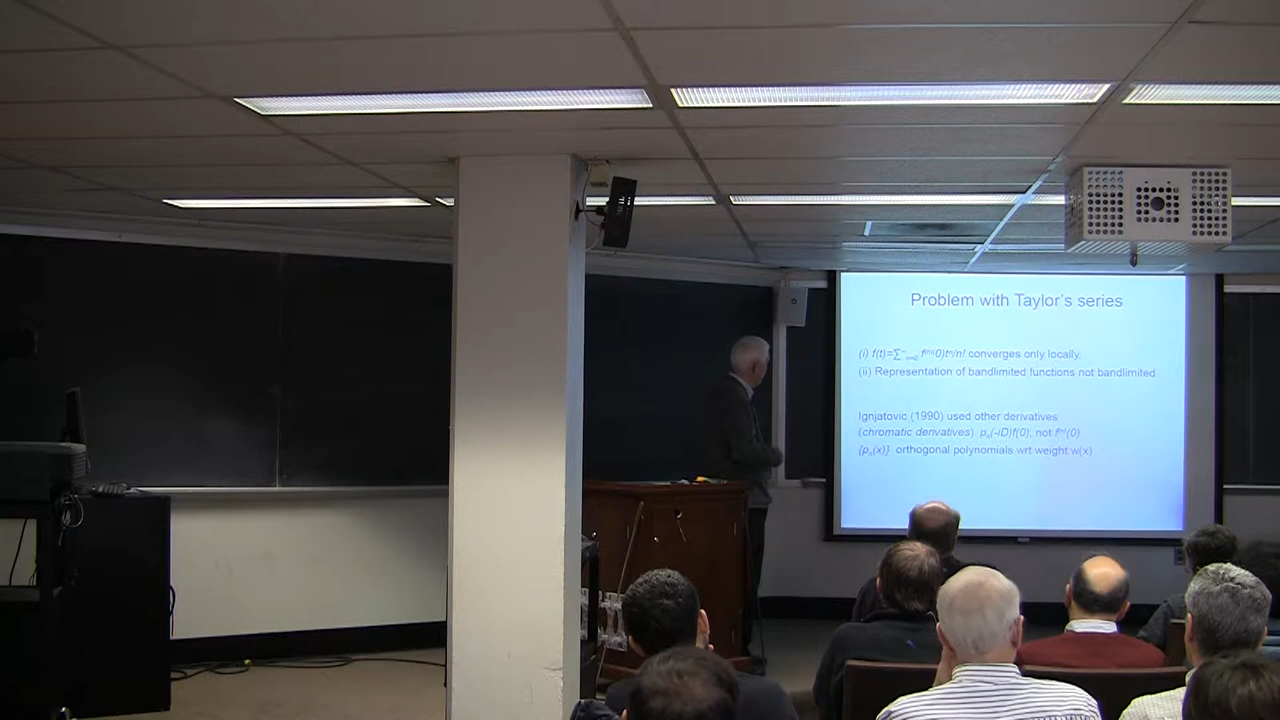 Problem with Taylor's series
(i) f(t)=∑∞n=0 f(n)(0)tn/n! converges only locally.
(ii) Representation of bandlimited functions not bandlimited
Ignjatovic (1990) used other derivatives
(chromatic derivatives) pn(-iD)f(0), not f(n)(0)
{pn(x)} orthogonal polynomials wrt weight w(x)